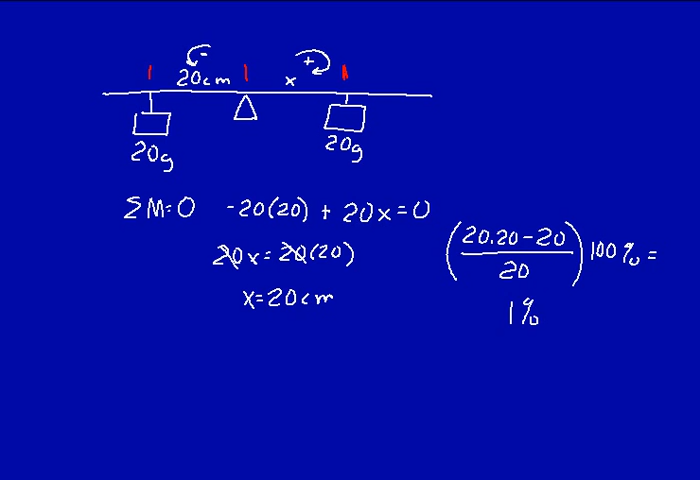 - +
20cm x
20g 20g
ΣM=0 -20(20) + 20x=0
20x=20(20)
x=20cm
(20.20-20/20)100%=
1%